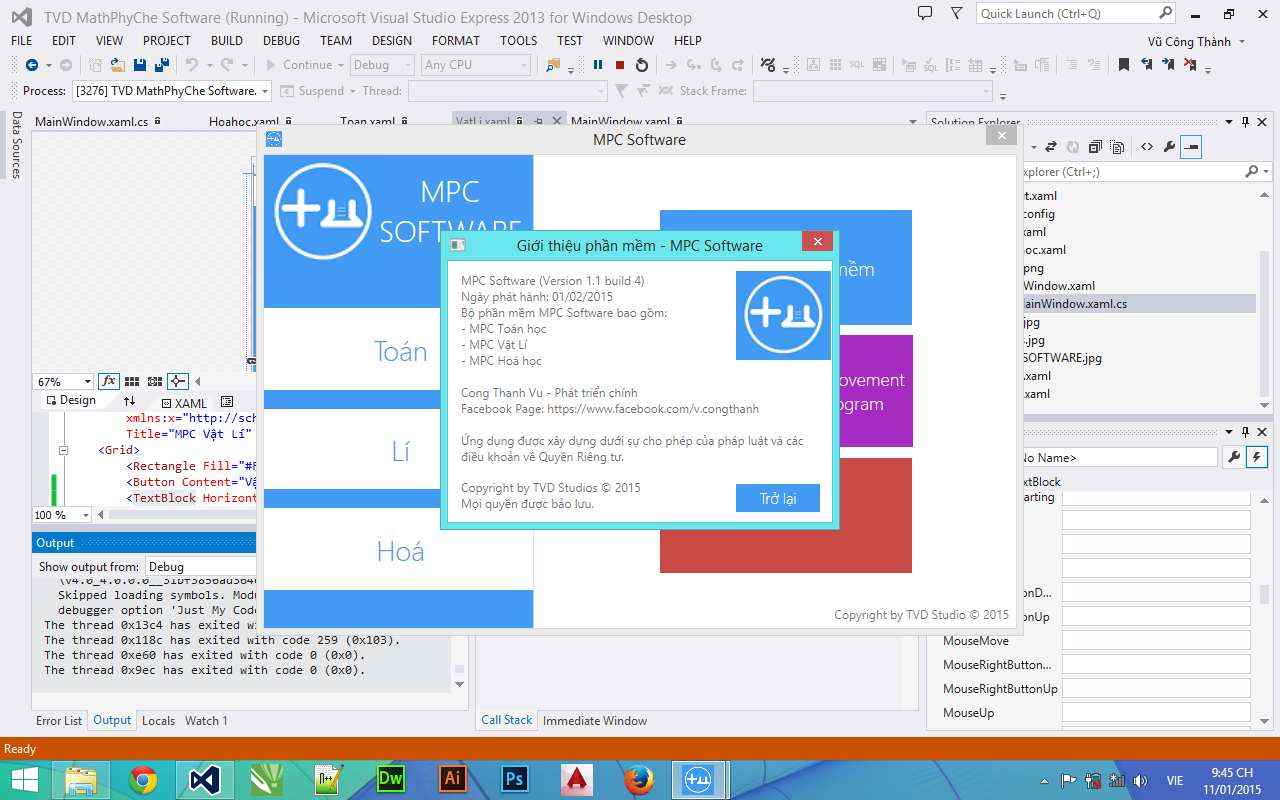 TVD MathPhyChe Software (Running) - Microsoft Visual Studio Express 2013 for Windows Desktop
Quick Launch (Ctrl+Q)
FILE EDIT VIEW PROJECT BUILD DEBUG TEAM DESIGN FORMAT TOOLS TEST WINDOW HELP
Vũ Công Thành
Continue Debug Any CPU
SQL
SQL
Process: [3276] TVD MathPhyChe Software. Suspend Thread: Stack Frame:
Data Sources
MainWindow.xaml.cs Hoahoc.xaml Toan.xaml VatLi.xaml MainWindow.xaml
Solution Explorer
MPC Software
xplorer (Ctrl+;)
MPC
SOFTWARE
Toán
Lí
Hoá
mềm
ovement
ogram
Copyright by TVD Studio © 2015
Giới thiệu phần mềm - MPC Software
MPC Software (Version 1.1 build 4)
Ngày phát hành: 01/02/2015
Bộ phần mềm MPC Software bao gồm:
- MPC Toán học
- MPC Vật Lí
- MPC Hoá học
Cong Thanh Vu - Phát triển chính
Facebook Page: https://www.facebook.com/v.congthanh
Ứng dụng được xây dựng dưới sự cho phép của pháp luật và các
điều khoản về Quyền Riêng tư.
Copyright by TVD Studios © 2015
Mọi quyền được bảo lưu.
Trở lại
t.xaml
config
.xaml
oc.xaml
png
Window.xaml
MainWindow.xaml.cs
jpg
s.jpg
SOFTWARE.jpg
.xaml
.xaml
67%
fx
Design XAML
xmlns:x="http://sch
Title="MPC Vật Lí"
<Grid>
<Rectangle Fill="#F
<Button Content="Vậ
<TextBlock Horizont
100 %
Output
Show output from: Debug
Skipped loading symbols. Modu
debugger option 'Just My Code
The thread 0x13c4 has exited wi
The thread 0x118c has exited with code 259 (0x103).
The thread 0xe60 has exited with code 0 (0x0).
The thread 0x9ec has exited with code 0 (0x0).
Error List Output Locals Watch 1
Call Stack Immediate Window
No Name>
xtBlock
tarting
onD...
onUp
MouseMove
MouseRightButton...
MouseRightButtonUp
MouseUp
Ready
Dw
Ai
Ps
VIE
9:45 CH
11/01/2015